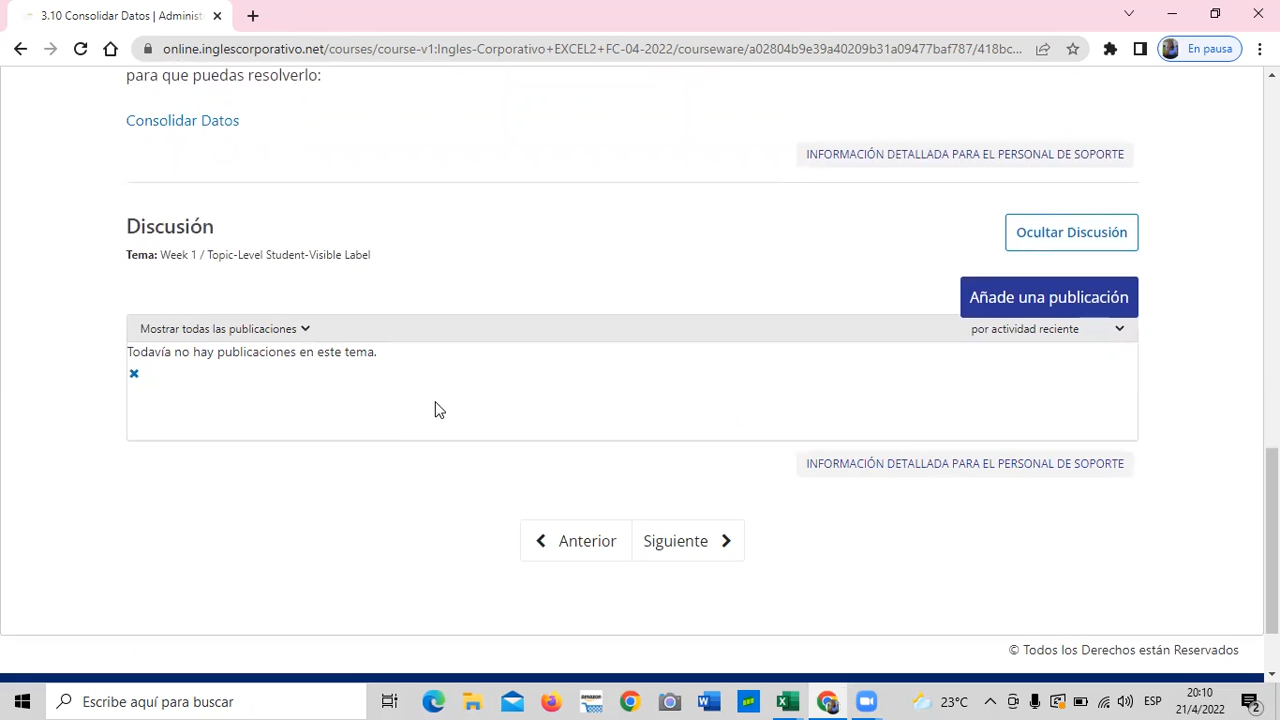 3.10 Consolidar Datos | Administ
online.inglescorporativo.net/courses/course-v1:Ingles-Corporativo+EXCEL2+FC-04-2022/courseware/a02804b9e39a40209b31a09477baf787/418bc...
En pausa
para que puedas resolverlo:
Consolidar Datos
INFORMACIÓN DETALLADA PARA EL PERSONAL DE SOPORTE
Discusión
Ocultar Discusión
Tema: Week 1 / Topic-Level Student-Visible Label
Añade una publicación
Mostrar todas las publicaciones
por actividad reciente
Todavía no hay publicaciones en este tema.
INFORMACIÓN DETALLADA PARA EL PERSONAL DE SOPORTE
Anterior
Siguiente
© Todos los Derechos están Reservados
Escribe aquí para buscar
amazon
23°C
ESP
20:10
21/4/2022
2